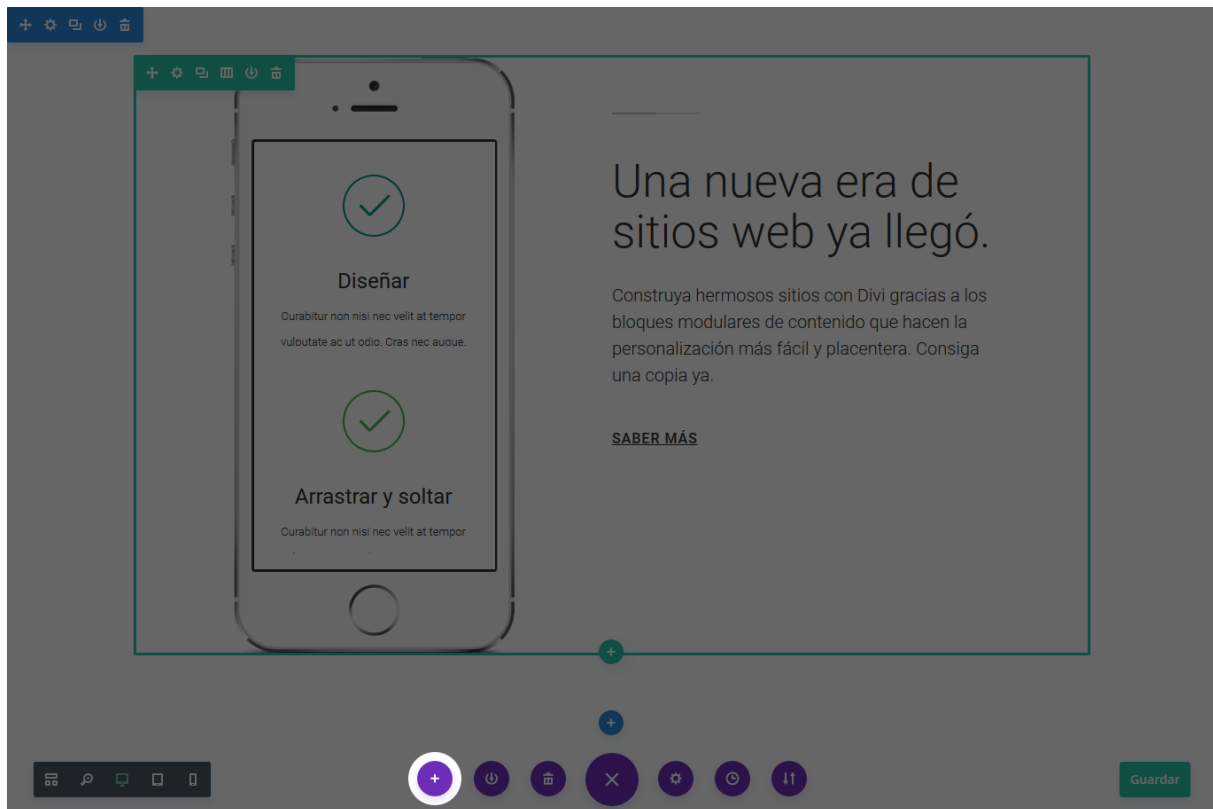 Diseñar
Curabitur non nisi nec velit at tempor
vulputate ac ut odio. Cras nec augue.
Arrastrar y soltar
Curabitur non nisi nec velit at tempor
Una nueva era de
sitios web ya llegó.
Construya hermosos sitios con Divi gracias a los
bloques modulares de contenido que hacen la
personalización más fácil y placentera. Consiga
una copia ya.
SABER MÁS
Guardar